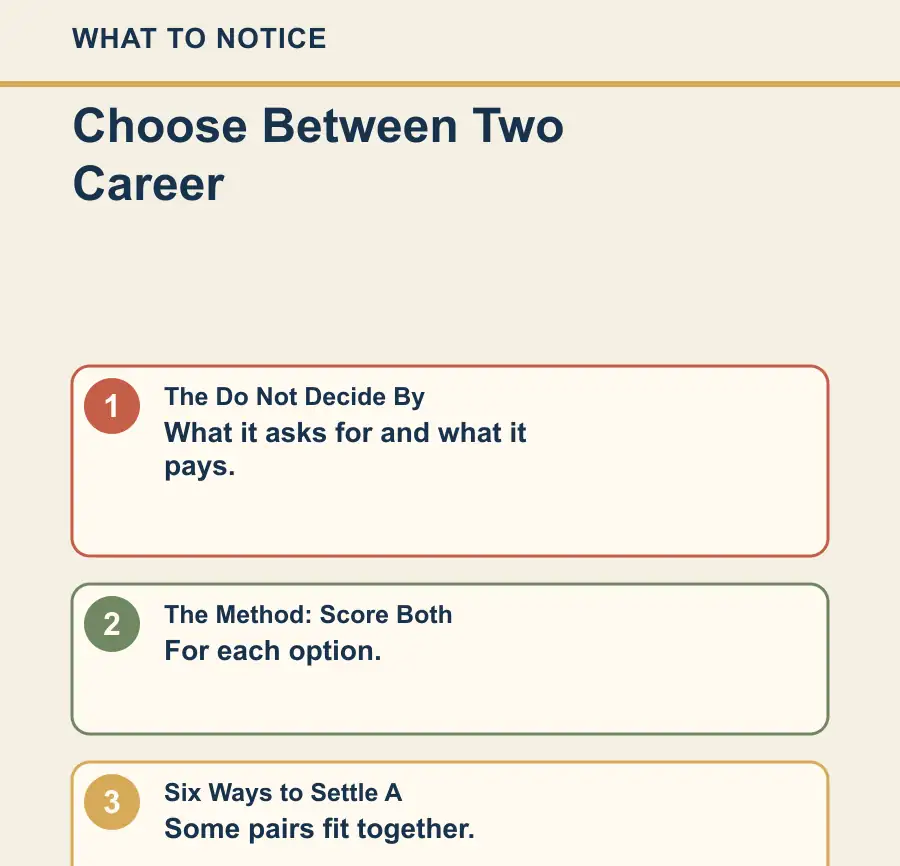 WHAT TO NOTICE
Choose Between Two
Career
1
The Do Not Decide By
What it asks for and what it
pays.
2
The Method: Score Both
For each option.
3
Six Ways to Settle A
Some pairs fit together.